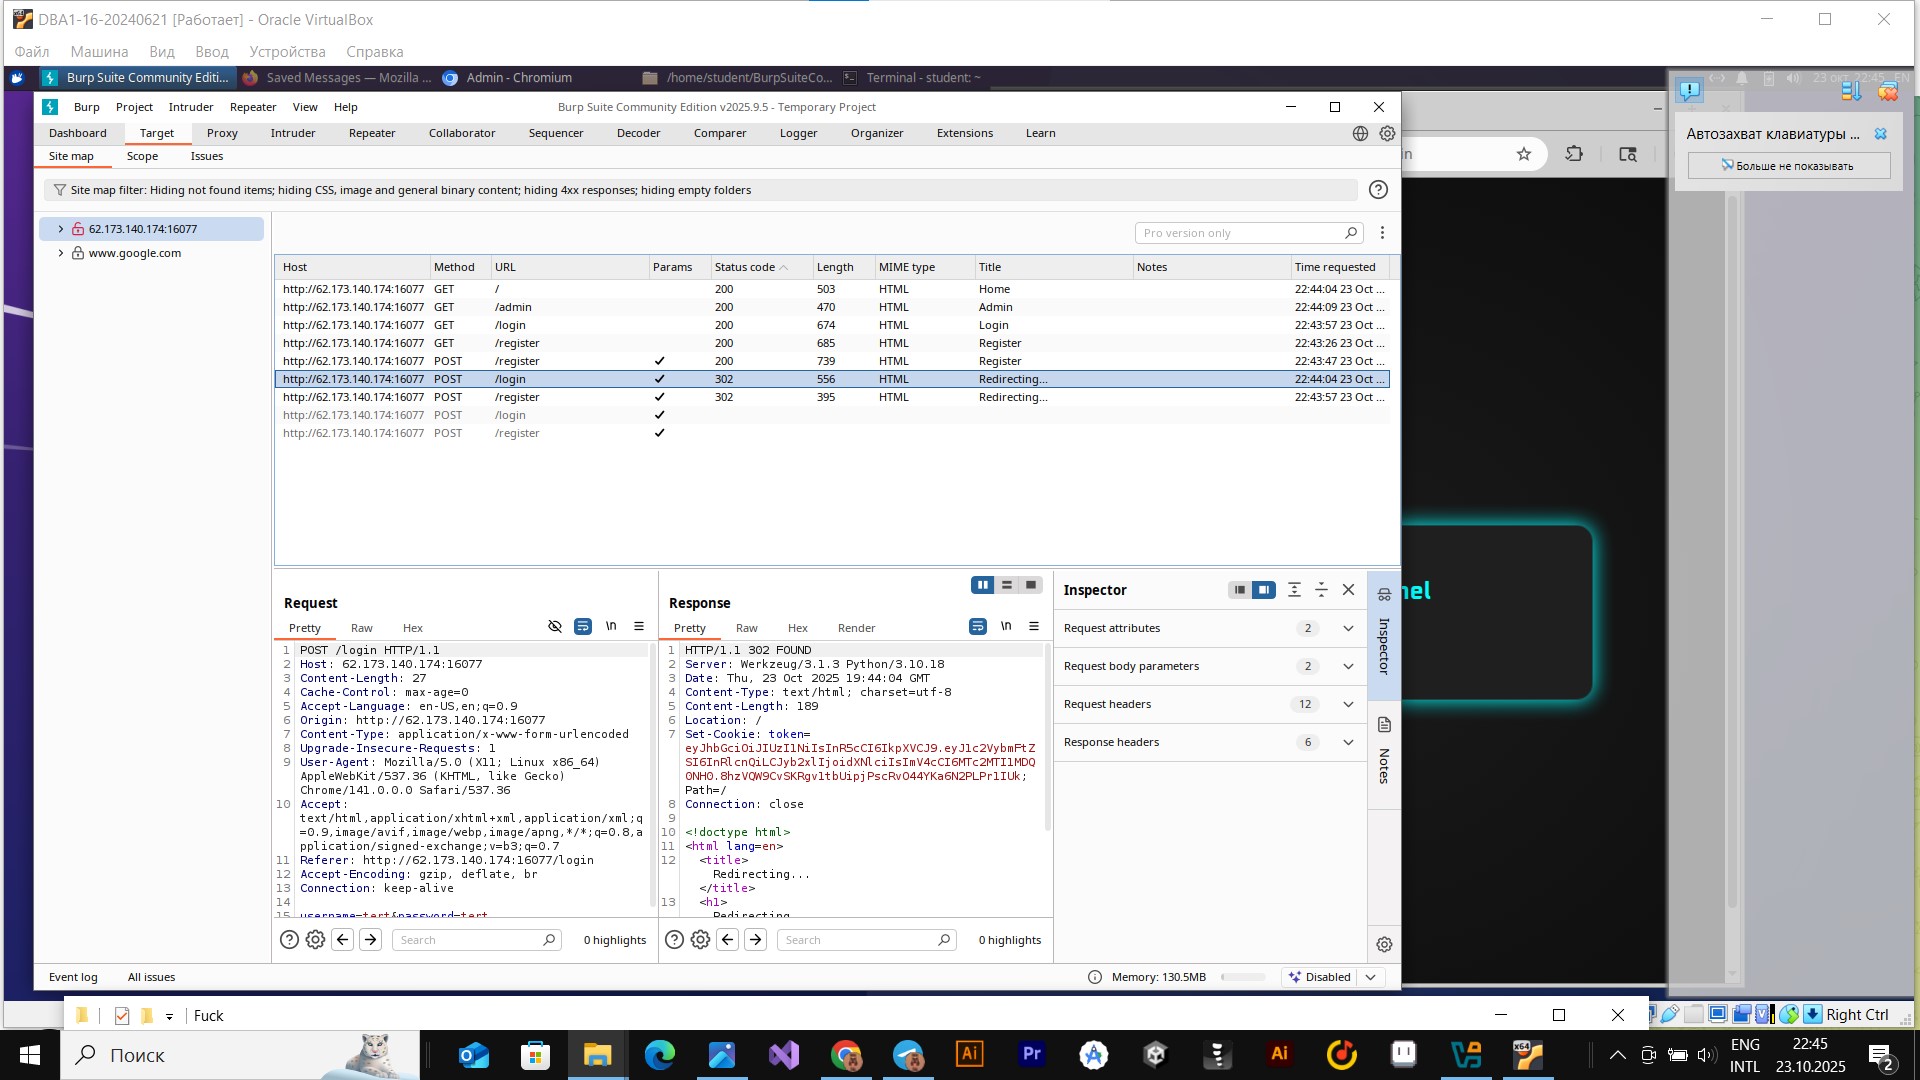 DBA1-16-20240621 [Работает] - Oracle VirtualBox
Файл Машина Вид Ввод Устройства Справка
Burp Suite Community Editi... Saved Messages — Mozilla ... Admin - Chromium /home/student/BurpSuiteCo... Terminal - student: ~ 23 окт, 22:45 EN
Burp Project Intruder Repeater View Help Burp Suite Community Edition v2025.9.5 - Temporary Project
Dashboard Target Proxy Intruder Repeater Collaborator Sequencer Decoder Comparer Logger Organizer Extensions Learn
Site map Scope Issues
Автозахват клавиатуры ...
Больше не показывать
in
Site map filter: Hiding not found items; hiding CSS, image and general binary content; hiding 4xx responses; hiding empty folders
62.173.140.174:16077
www.google.com
Pro version only
Host Method URL Params Status code Length MIME type Title Notes Time requested
http://62.173.140.174:16077 GET / 200 503 HTML Home 22:44:04 23 Oct ...
http://62.173.140.174:16077 GET /admin 200 470 HTML Admin 22:44:09 23 Oct ...
http://62.173.140.174:16077 GET /login 200 674 HTML Login 22:43:57 23 Oct ...
http://62.173.140.174:16077 GET /register 200 685 HTML Register 22:43:26 23 Oct ...
http://62.173.140.174:16077 POST /register ✓ 200 739 HTML Register 22:43:47 23 Oct ...
http://62.173.140.174:16077 POST /login ✓ 302 556 HTML Redirecting... 22:44:04 23 Oct ...
http://62.173.140.174:16077 POST /register ✓ 302 395 HTML Redirecting... 22:43:57 23 Oct ...
http://62.173.140.174:16077 POST /login ✓
http://62.173.140.174:16077 POST /register ✓
nel
Request
Pretty Raw Hex
1 POST /login HTTP/1.1
2 Host: 62.173.140.174:16077
3 Content-Length: 27
4 Cache-Control: max-age=0
5 Accept-Language: en-US,en;q=0.9
6 Origin: http://62.173.140.174:16077
7 Content-Type: application/x-www-form-urlencoded
8 Upgrade-Insecure-Requests: 1
9 User-Agent: Mozilla/5.0 (X11; Linux x86_64)
AppleWebKit/537.36 (KHTML, like Gecko)
Chrome/141.0.0.0 Safari/537.36
10 Accept:
text/html,application/xhtml+xml,application/xml;q
=0.9,image/avif,image/webp,image/apng,*/*;q=0.8,a
pplication/signed-exchange;v=b3;q=0.7
11 Referer: http://62.173.140.174:16077/login
12 Accept-Encoding: gzip, deflate, br
13 Connection: keep-alive
14
15 username=tert&password=tert
Search 0 highlights
Response
Pretty Raw Hex Render
1 HTTP/1.1 302 FOUND
2 Server: Werkzeug/3.1.3 Python/3.10.18
3 Date: Thu, 23 Oct 2025 19:44:04 GMT
4 Content-Type: text/html; charset=utf-8
5 Content-Length: 189
6 Location: /
7 Set-Cookie: token=
eyJhbGciOiJIUzI1NiIsInR5cCI6IkpXVCJ9.eyJ1c2VybmFtZ
SI6InRlcnQiLCJyb2xlIjoidXNlciIsImV4cCI6MTc2MTI1MDQ
0NH0.8hzVQW9CvSKRgv1tbUipjPscRvO44YKa6N2PLPr1IUk;
Path=/
8 Connection: close
9
10 <!doctype html>
11 <html lang=en>
12 <title>
Redirecting...
</title>
13 <h1>
Redirecting...
Search 0 highlights
Inspector
Request attributes 2
Request body parameters 2
Request headers 12
Response headers 6
Inspector
Notes
Event log All issues Memory: 130.5MB Disabled
Fuck
Right Ctrl
Поиск
ENG
INTL
22:45
23.10.2025
2